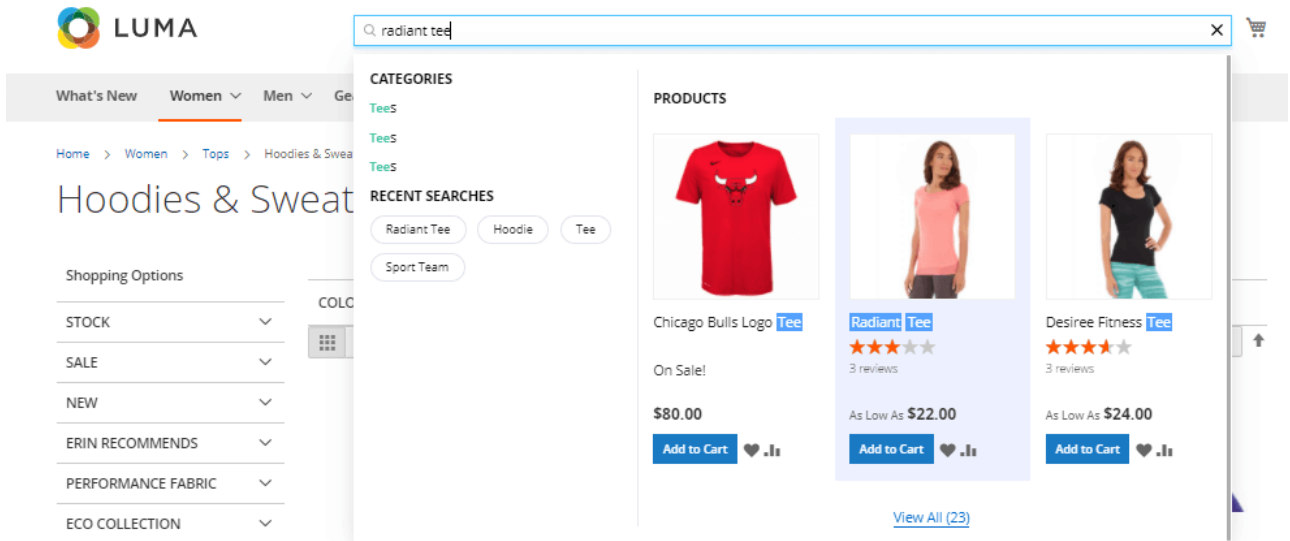 LUMA
radiant tee
What's New Women Men Ge
Home > Women > Tops > Hoodies & Swea
Hoodies & Sweat
Shopping Options
STOCK
SALE
NEW
ERIN RECOMMENDS
PERFORMANCE FABRIC
ECO COLLECTION
COLO
CATEGORIES
Tees
Tees
Tees
RECENT SEARCHES
Radiant Tee Hoodie Tee
Sport Team
PRODUCTS
Chicago Bulls Logo Tee
On Sale!
$80.00
Add to Cart
Radiant Tee
3 reviews
As Low As $22.00
Add to Cart
Desiree Fitness Tee
3 reviews
As Low As $24.00
Add to Cart
View All (23)